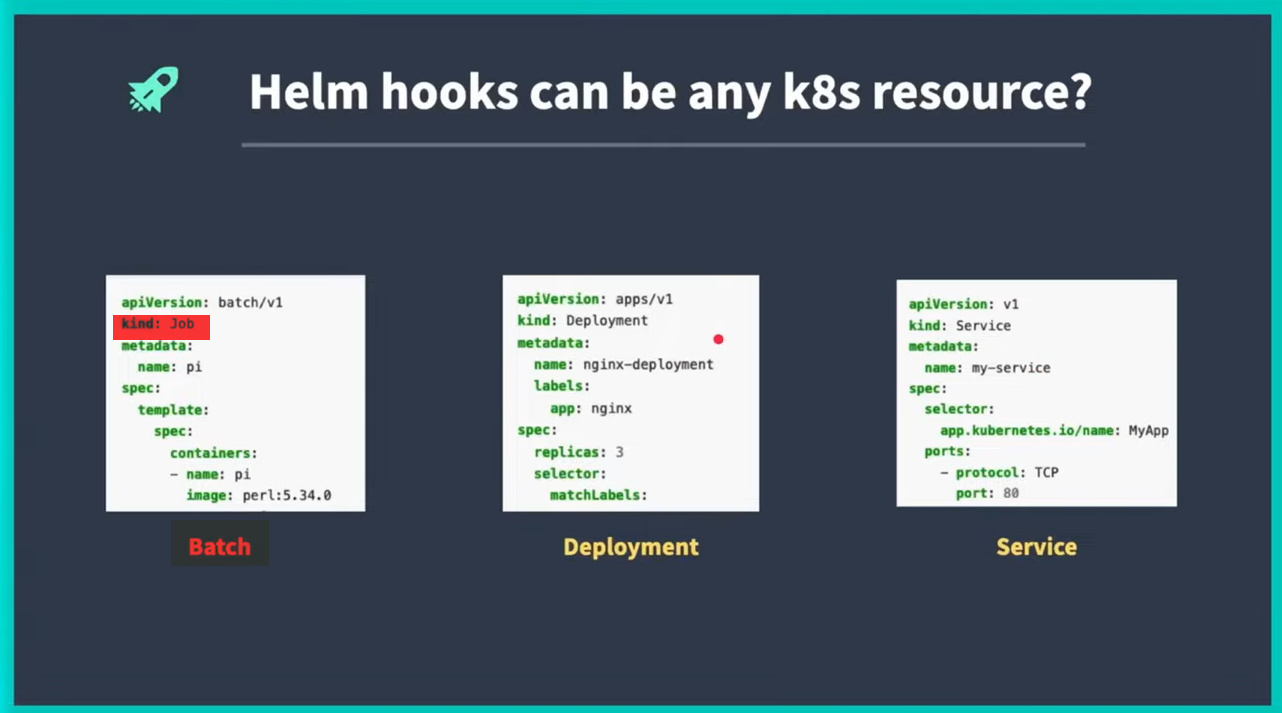 Helm hooks can be any k8s resource?
apiVersion: batch/v1
kind: Job
metadata:
name: pi
spec:
template:
spec:
containers:
- name: pi
image: perl:5.34.0
Batch
apiVersion: apps/v1
kind: Deployment
metadata:
name: nginx-deployment
labels:
app: nginx
spec:
replicas: 3
selector:
matchLabels:
Deployment
apiVersion: v1
kind: Service
metadata:
name: my-service
spec:
selector:
app.kubernetes.io/name: MyApp
ports:
- protocol: TCP
port: 80
Service